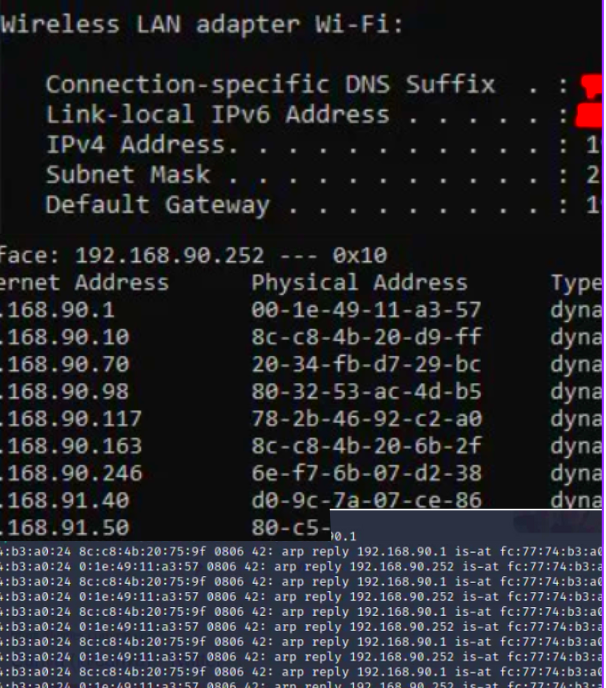 Wireless LAN adapter Wi-Fi:
Connection-specific DNS Suffix . :
Link-local IPv6 Address . . . . . :
IPv4 Address. . . . . . . . . . . : 1
Subnet Mask . . . . . . . . . . . : 2
Default Gateway . . . . . . . . . : 1
face: 192.168.90.252 --- 0x10
ernet Address Physical Address Type
.168.90.1 00-1e-49-11-a3-57 dyna
.168.90.10 8c-c8-4b-20-d9-ff dyna
.168.90.70 20-34-fb-d7-29-bc dyna
.168.90.98 80-32-53-ac-4d-b5 dyna
.168.90.117 78-2b-46-92-c2-a0 dyna
.168.90.163 8c-c8-4b-20-6b-2f dyna
.168.90.246 6e-f7-6b-07-d2-38 dyna
.168.91.40 d0-9c-7a-07-ce-86 dyna
.168.91.50 80-c5-
90.1
4:b3:a0:24 8c:c8:4b:20:75:9f 0806 42: arp reply 192.168.90.1 is-at fc:77:74:b3:a0
4:b3:a0:24 0:1e:49:11:a3:57 0806 42: arp reply 192.168.90.252 is-at fc:77:74:b3:a
4:b3:a0:24 8c:c8:4b:20:75:9f 0806 42: arp reply 192.168.90.1 is-at fc:77:74:b3:a0
4:b3:a0:24 0:1e:49:11:a3:57 0806 42: arp reply 192.168.90.252 is-at fc:77:74:b3:a
4:b3:a0:24 8c:c8:4b:20:75:9f 0806 42: arp reply 192.168.90.1 is-at fc:77:74:b3:a0
4:b3:a0:24 0:1e:49:11:a3:57 0806 42: arp reply 192.168.90.252 is-at fc:77:74:b3:a
4:b3:a0:24 8c:c8:4b:20:75:9f 0806 42: arp reply 192.168.90.1 is-at fc:77:74:b3:a0
4:b3:a0:24 0:1e:49:11:a3:57 0806 42: arp reply 192.168.90.252 is-at fc:77:74:b3:a
4:b3:a0:24 8c:c8:4b:20:75:9f 0806 42: arp reply 192.168.90.1 is-at fc:77:74:b3:a0
4:b3:a0:24 0:1e:49:11:a3:57 0806 42: arp reply 192.168.90.252 is-at fc:77:74:b3:a